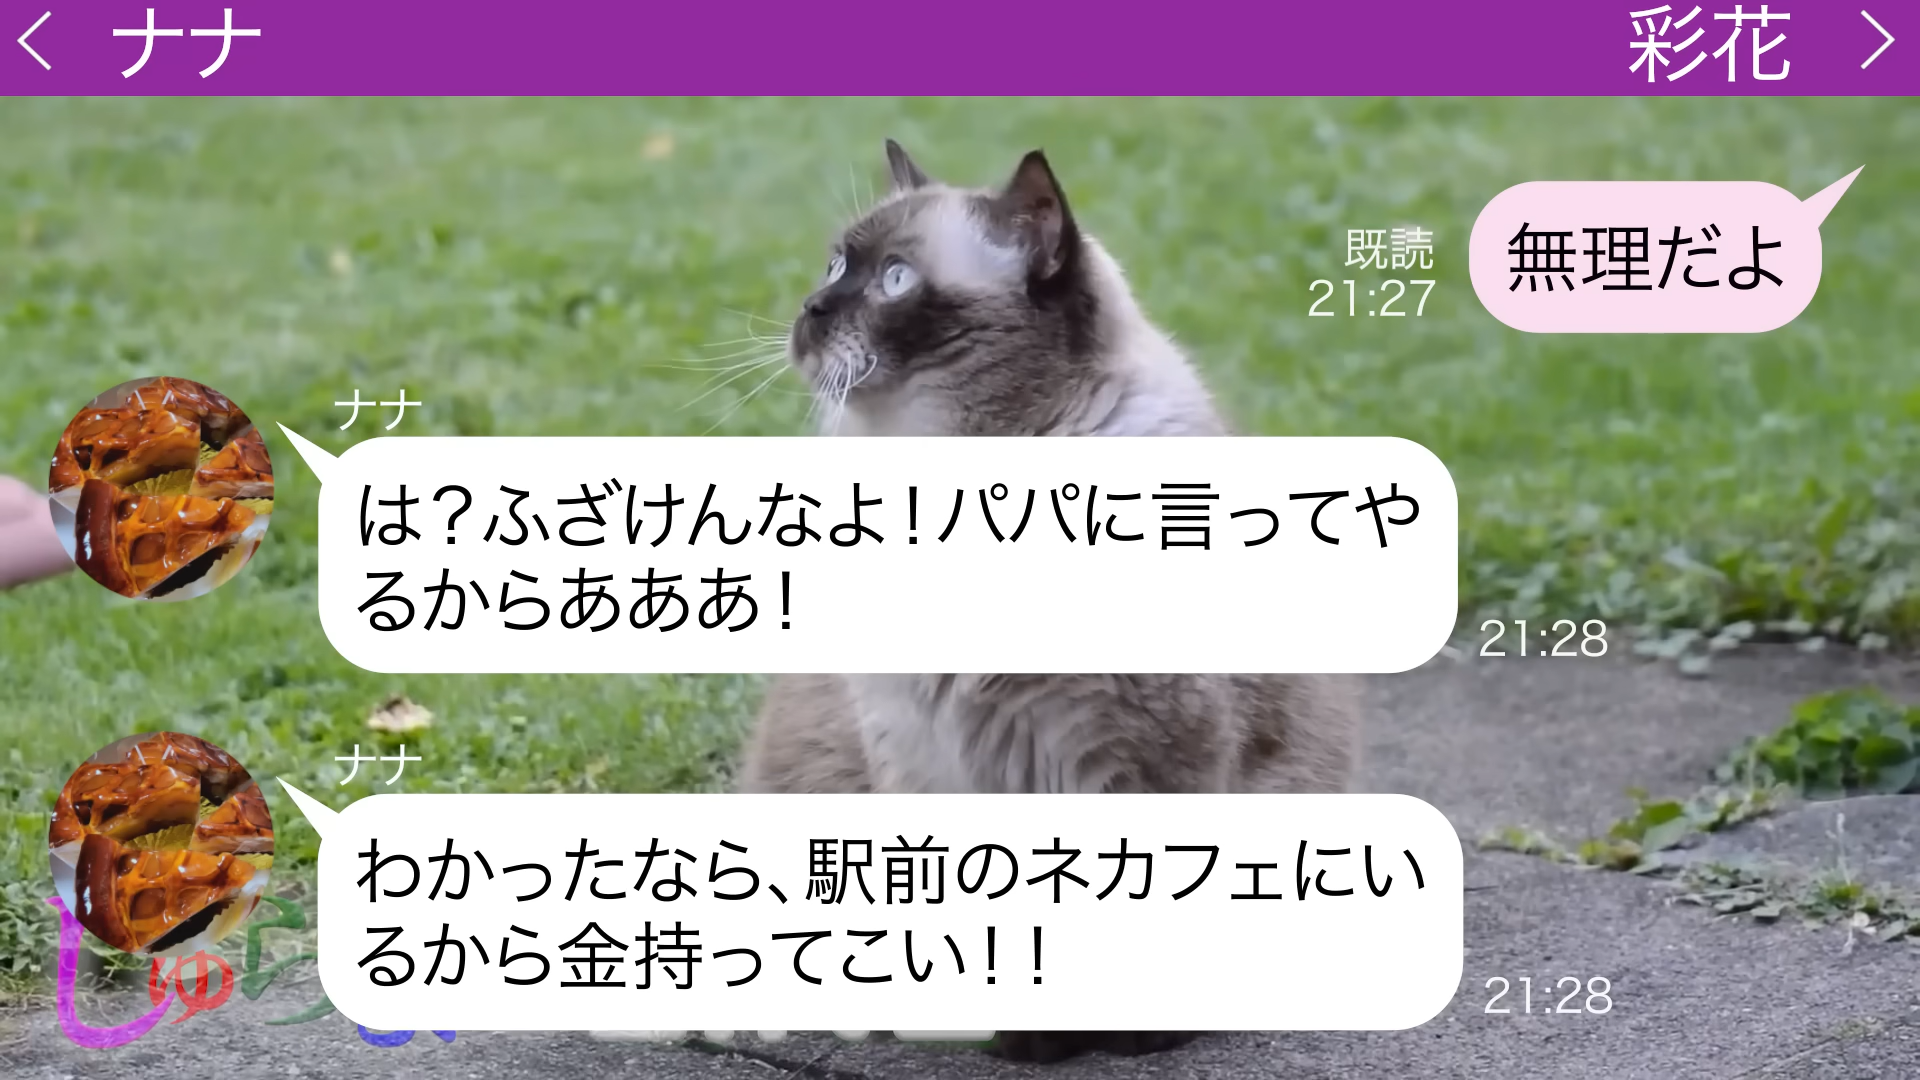 ナナ
彩花
無理だよ
既読
21:27
ナナ
は？ふざけんなよ！パパに言ってや
るからあああ！
21:28
ナナ
わかったなら、駅前のネカフェにい
るから金持ってこい！！
21:28
しゅら